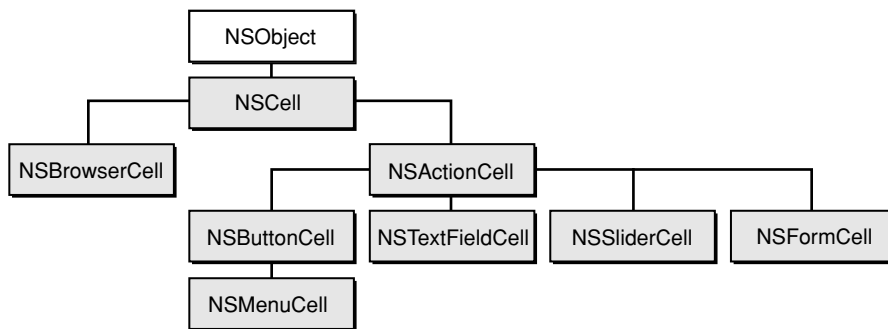 NSObject
NSCell
NSBrowserCell
NSActionCell
NSButtonCell
NSTextFieldCell
NSSliderCell
NSFormCell
NSMenuCell